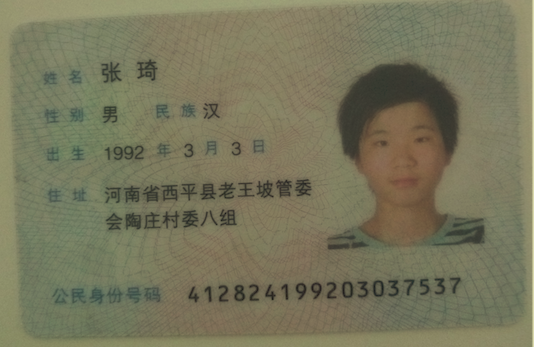 姓名 张琦
性别 男 民族 汉
出生 1992 年 3 月 3 日
住址 河南省西平县老王坡管委
会陶庄村委八组
公民身份号码 412824199203037537